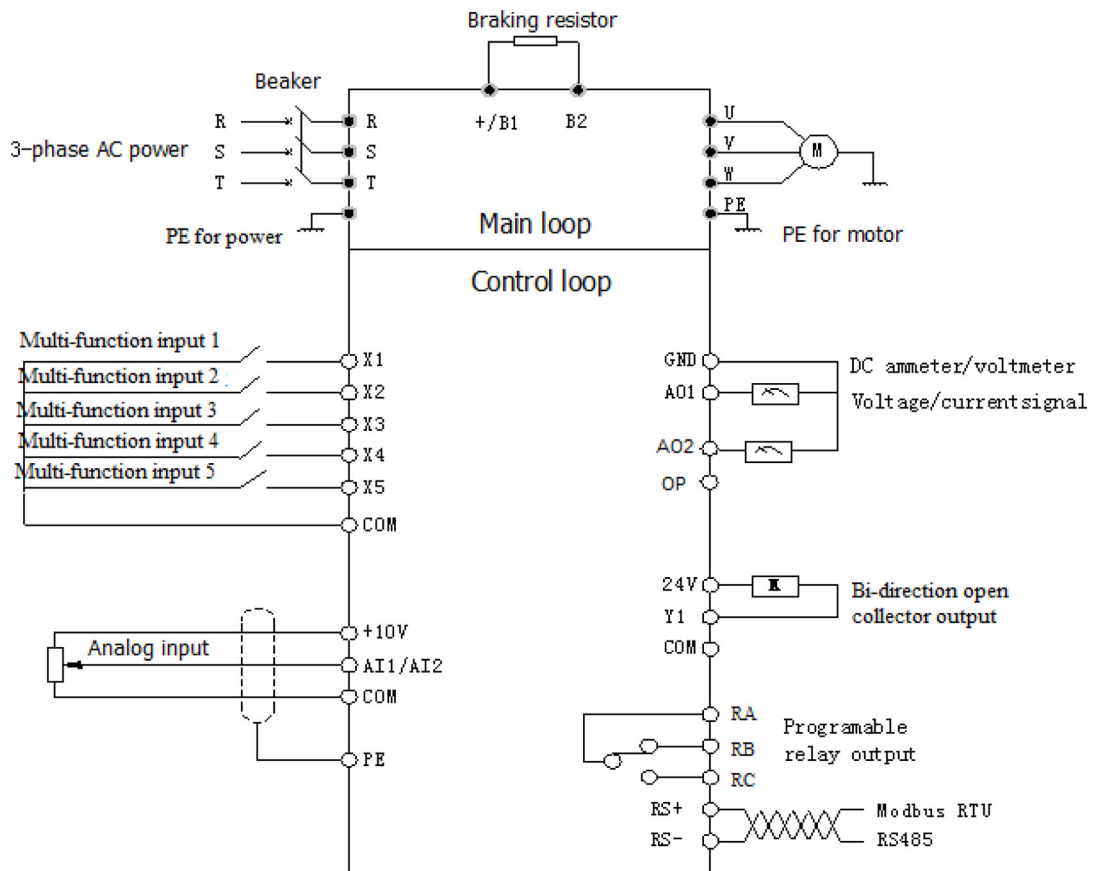 Braking resistor
Beaker
+/B1 B2
R R U
3-phase AC power S S V M
T T W
PE
PE for power Main loop PE for motor
Control loop
Multi-function input 1 X1
Multi-function input 2 X2
Multi-function input 3 X3
Multi-function input 4 X4
Multi-function input 5 X5
COM
+10V
Analog input AI1/AI2
COM
PE
GND DC ammeter/voltmeter
AO1 Voltage/currentsignal
AO2
OP
24V K Bi-direction open
Y1 collector output
COM
RA Programable
RB relay output
RC
RS+ Modbus RTU
RS- RS485